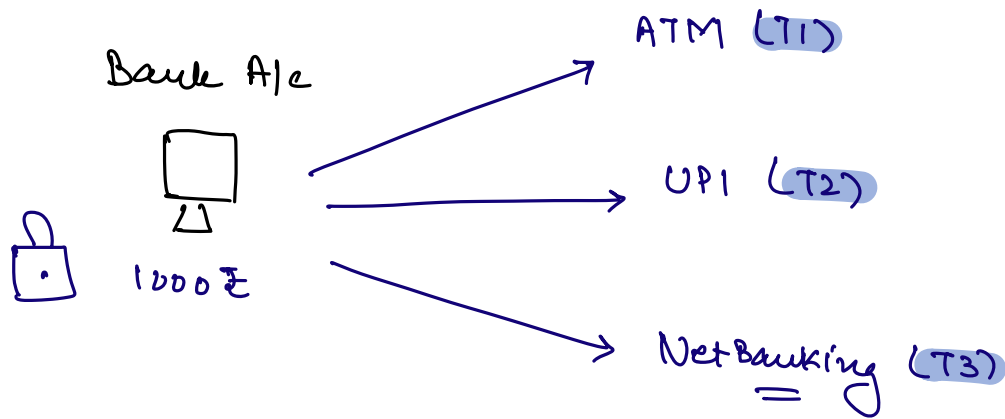 ATM (T1)
Bank A/c
UPI (T2)
1000₹
NetBanking (T3)